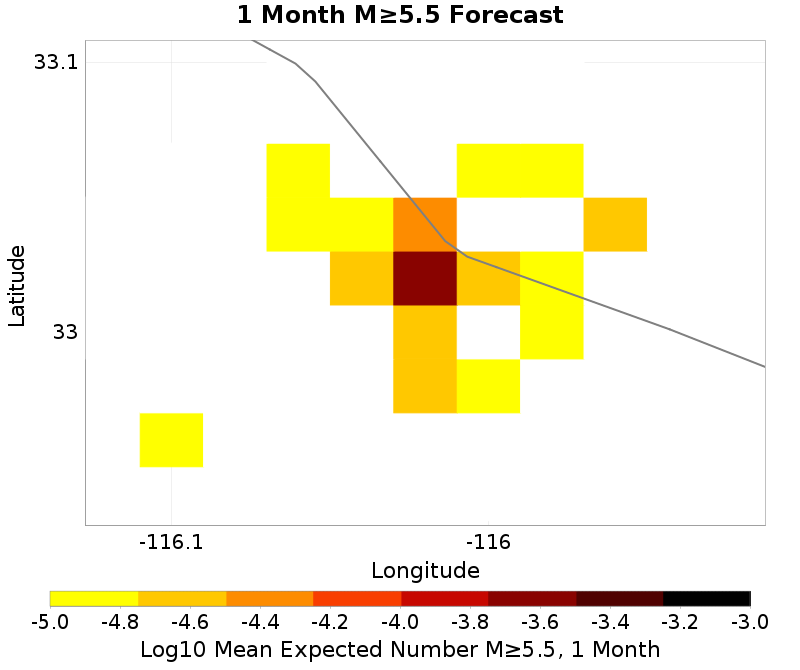 1 Month M≥5.5 Forecast
33.1
33
Latitude
-116.1 -116
Longitude
-5.0 -4.8 -4.6 -4.4 -4.2 -4.0 -3.8 -3.6 -3.4 -3.2 -3.0
Log10 Mean Expected Number M≥5.5, 1 Month